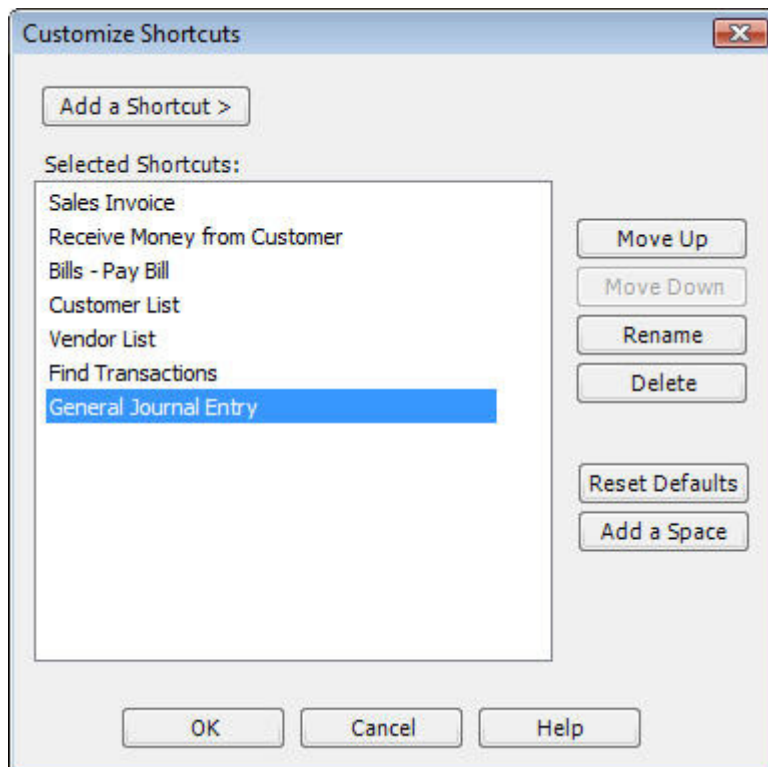 Customize Shortcuts
Add a Shortcut >
Selected Shortcuts:
Sales Invoice
Receive Money from Customer
Bills - Pay Bill
Customer List
Vendor List
Find Transactions
General Journal Entry
Move Up
Move Down
Rename
Delete
Reset Defaults
Add a Space
OK
Cancel
Help